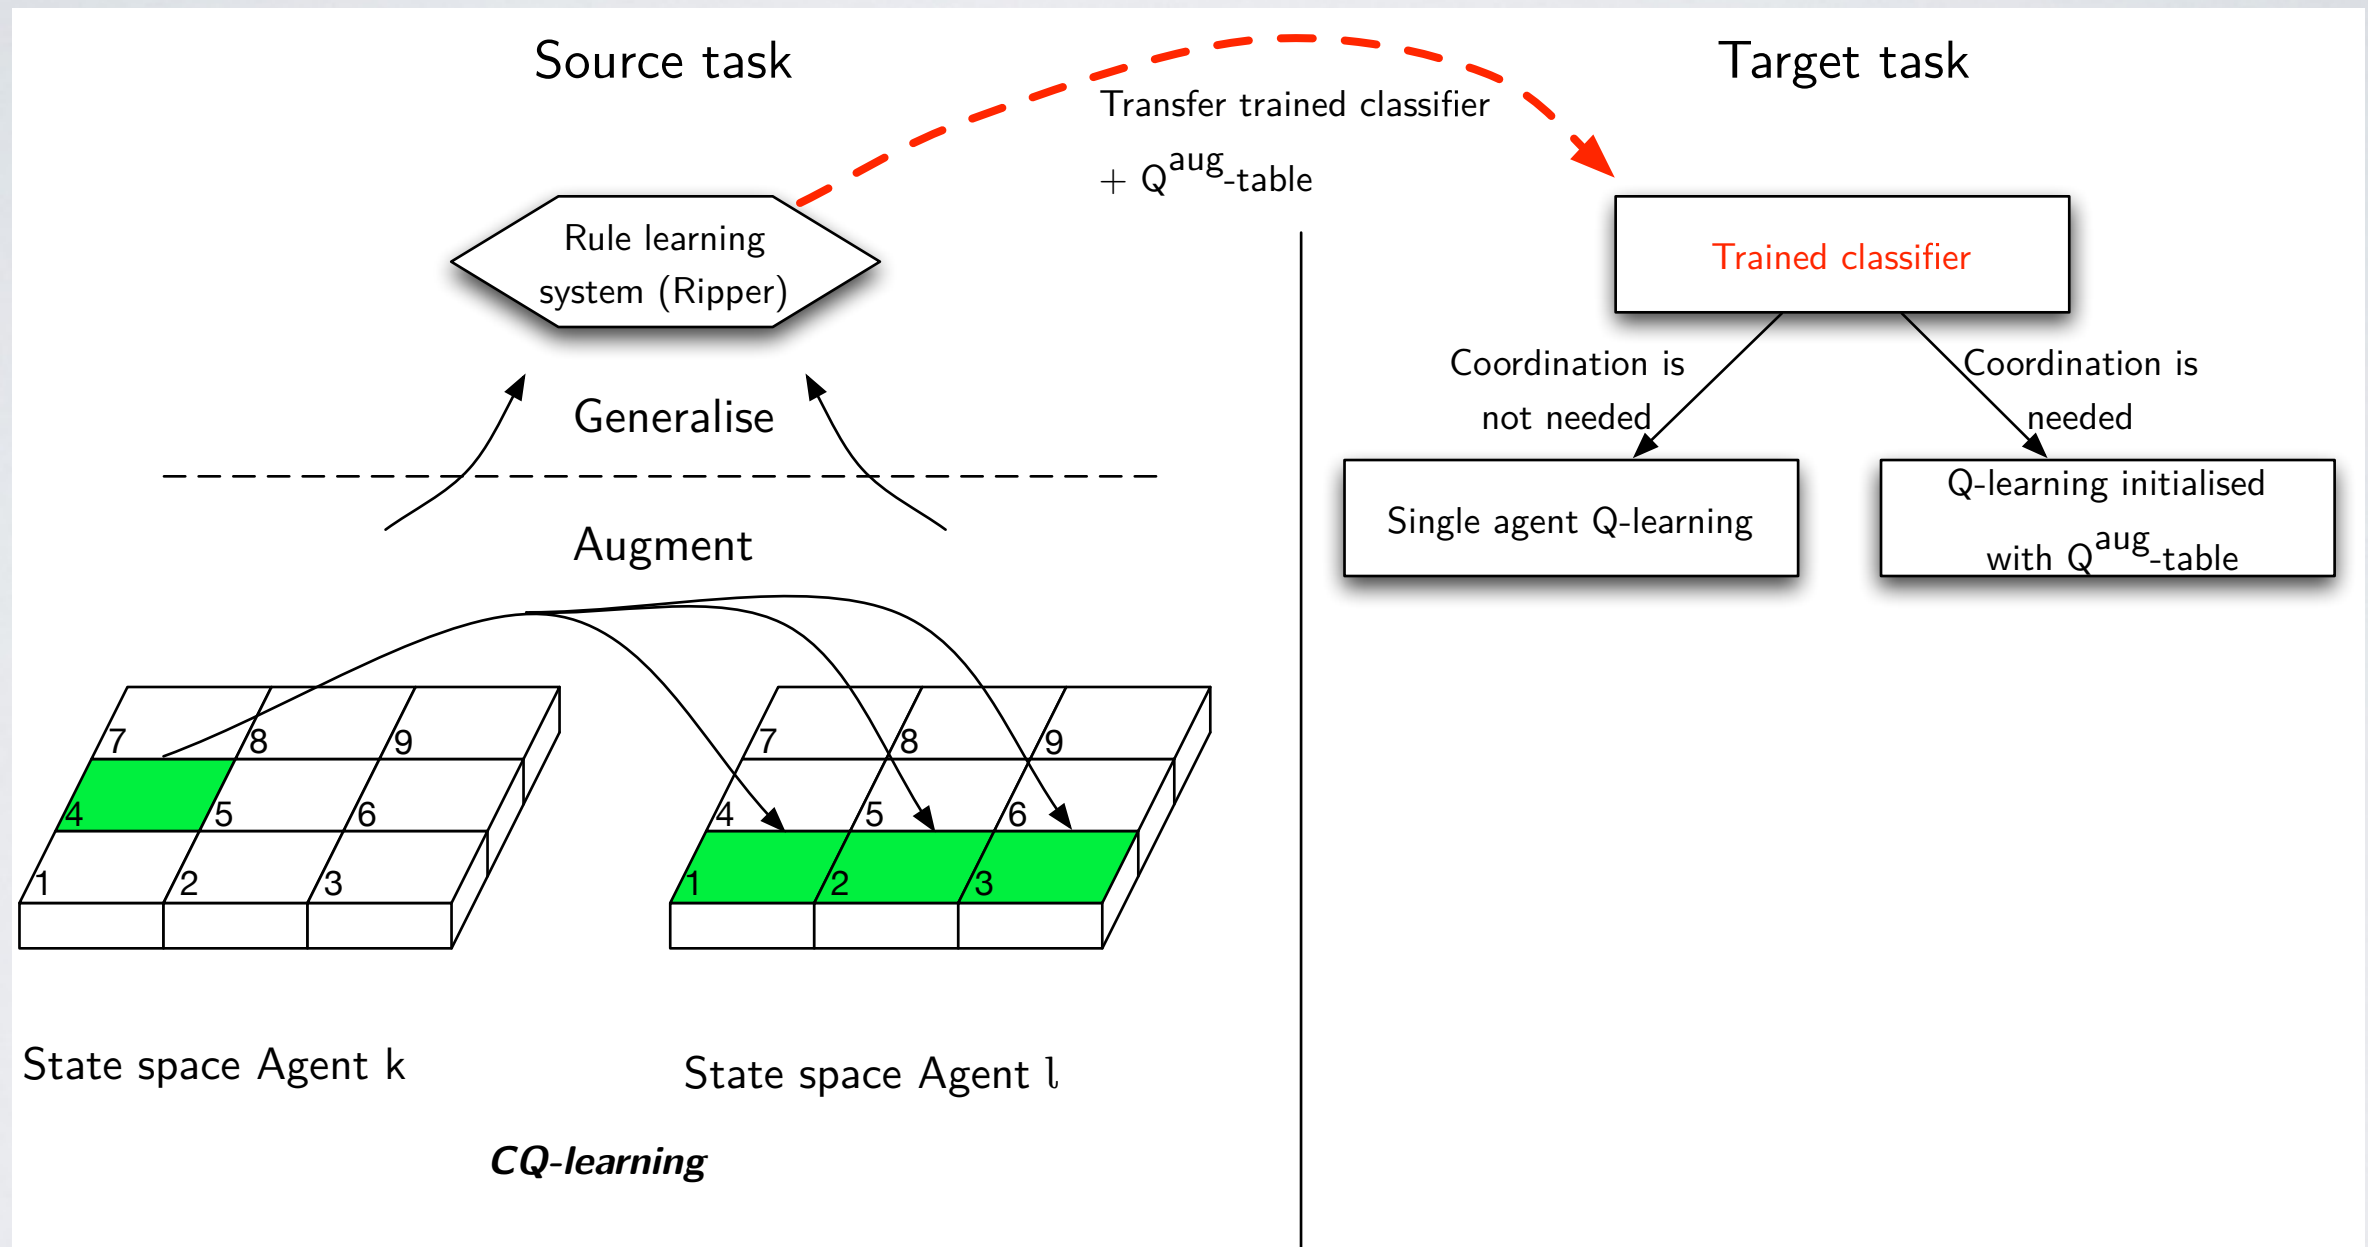 Source task
Target task
Transfer trained classifier
+ Q^aug-table
Rule learning
system (Ripper)
Trained classifier
Coordination is
not needed
Coordination is
needed
Generalise
Augment
Single agent Q-learning
Q-learning initialised
with Q^aug-table
7 8 9
4 5 6
1 2 3
7 8 9
4 5 6
1 2 3
State space Agent k
State space Agent l
CQ-learning